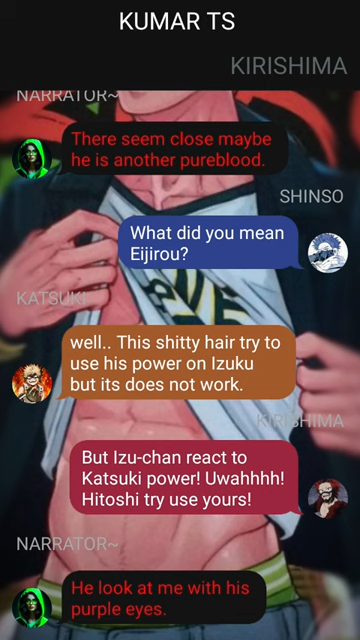 KUMAR TS
KIRISHIMA
NARRATOR~
There seem close maybe
he is another pureblood.
SHINSO
What did you mean
Eijirou?
KATSUKI
well.. This shitty hair try to
use his power on Izuku
but its does not work.
KIRISHIMA
But Izu-chan react to
Katsuki power! Uwahhhh!
Hitoshi try use yours!
NARRATOR~
He look at me with his
purple eyes.